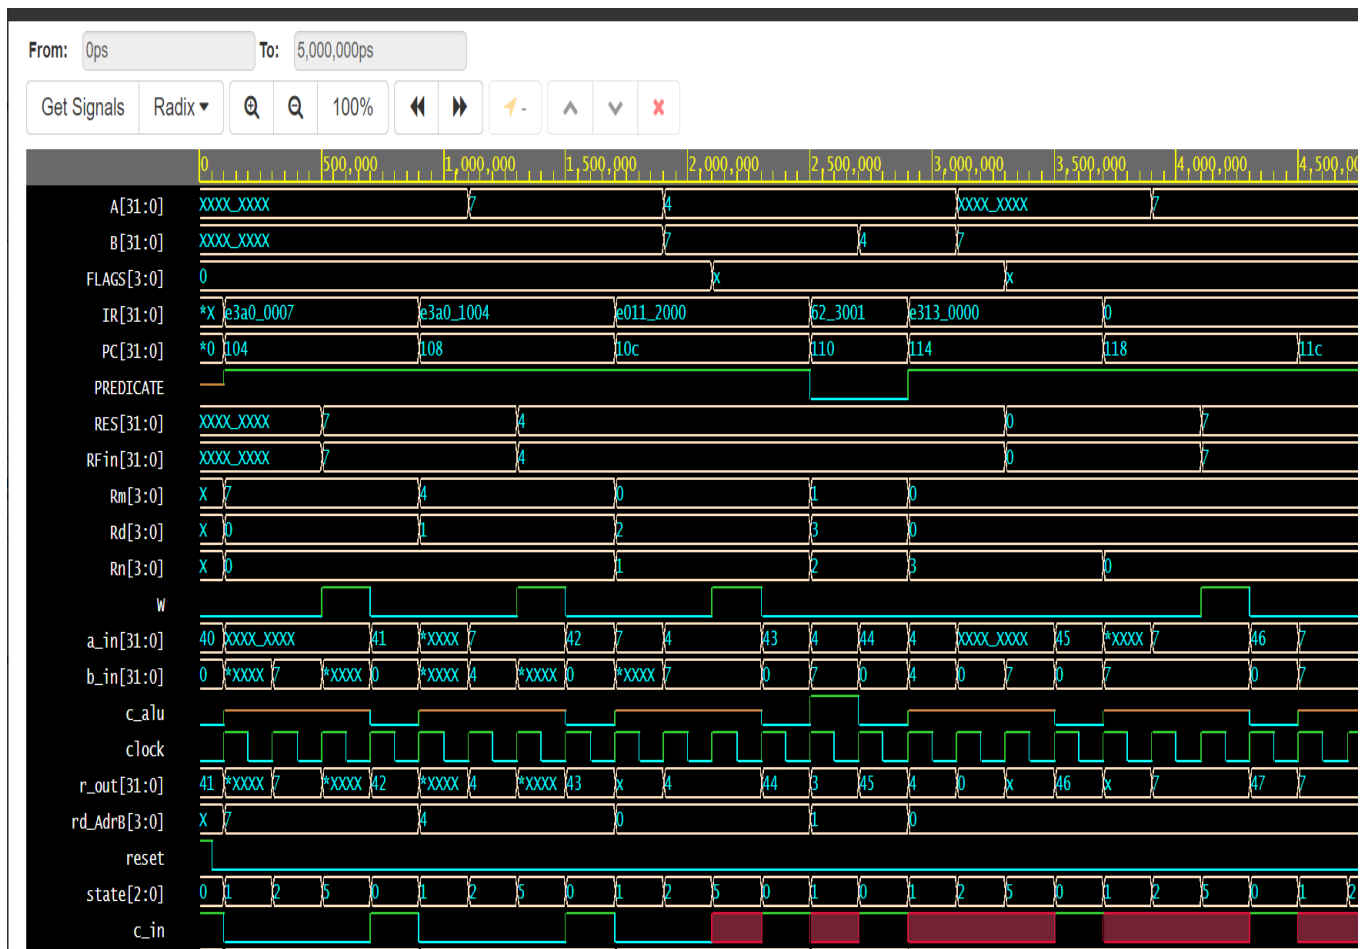 From: 0ps To: 5,000,000ps
Get Signals Radix 100% -
0 500,000 1,000,000 1,500,000 2,000,000 2,500,000 3,000,000 3,500,000 4,000,000 4,500,00
A[31:0] XXXX_XXXX 7 4 XXXX_XXXX 7
B[31:0] XXXX_XXXX 7 4 7
FLAGS[3:0] 0 x x
IR[31:0] *X e3a0_0007 e3a0_1004 e011_2000 62_3001 e313_0000 0
PC[31:0] *0 104 108 10c 110 114 118 11c
PREDICATE
RES[31:0] XXXX_XXXX 7 4 0 7
RFin[31:0] XXXX_XXXX 7 4 0 7
Rm[3:0] X 7 4 0 1 0
Rd[3:0] X 0 1 2 3 0
Rn[3:0] X 0 1 2 3 0
W
a_in[31:0] 40 XXXX_XXXX 41 *XXXX 7 42 7 4 43 4 44 4 XXXX_XXXX 45 *XXXX 7 46 7
b_in[31:0] 0 *XXXX 7 *XXXX 0 *XXXX 4 *XXXX 0 *XXXX 7 0 7 0 4 0 7 0 7 0 7
c_alu
clock
r_out[31:0] 41 *XXXX 7 *XXXX 42 *XXXX 4 *XXXX 43 x 4 44 3 45 4 0 x 46 x 7 47 7
rd_AdrB[3:0] X 7 4 0 1 0
reset
state[2:0] 0 1 2 5 0 1 2 5 0 1 2 5 0 1 0 1 2 5 0 1 2 5 0 1 2
c_in